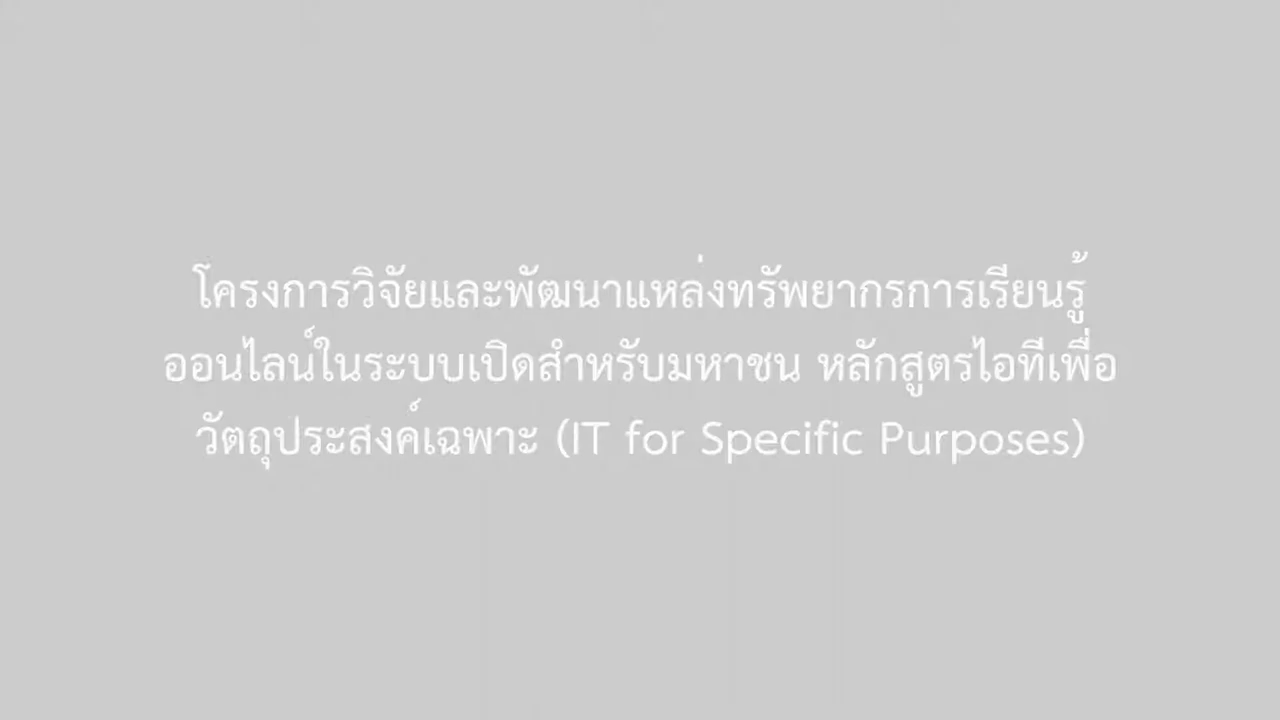 โครงการวิจัยและพัฒนาแหล่งทรัพยากรการเรียนรู้
ออนไลน์ในระบบเปิดสำหรับมหาชน หลักสูตรไอทีเพื่อ
วัตถุประสงค์เฉพาะ (IT for Specific Purposes)